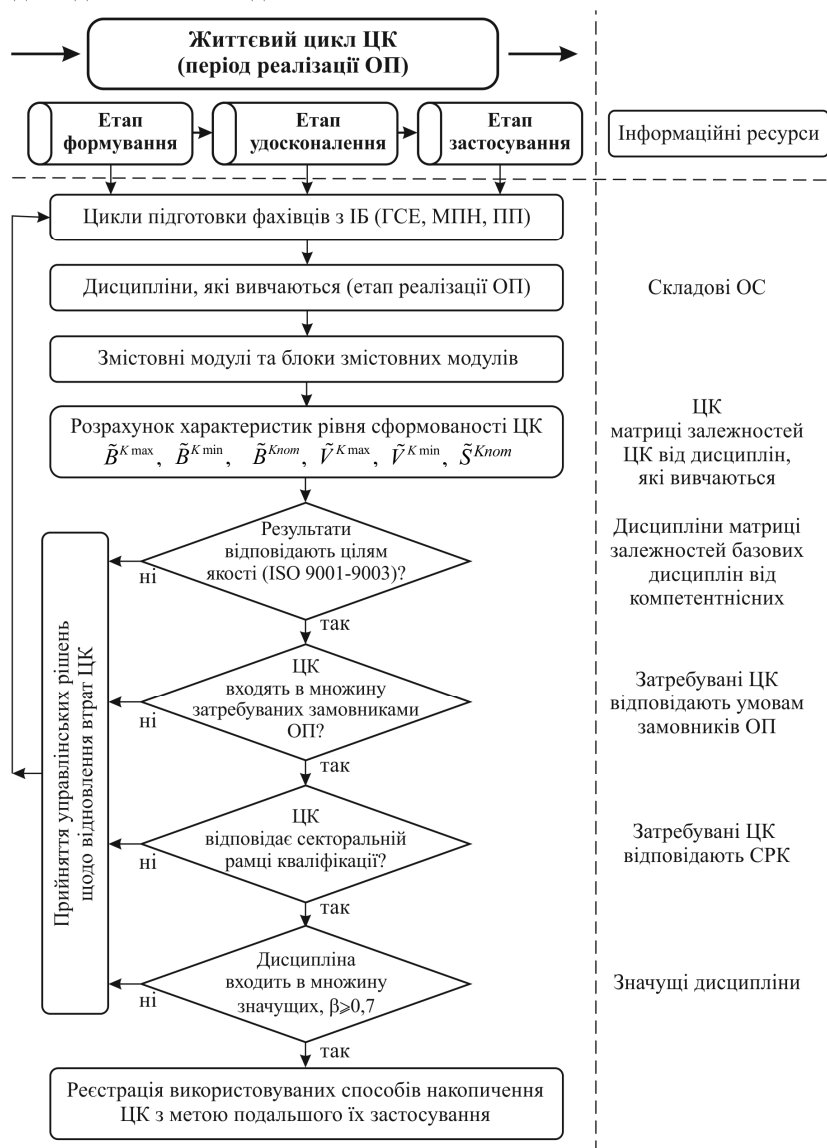 Життєвий цикл ЦК
(період реалізації ОП)
Етап
формування
Етап
удосконалення
Етап
застосування
Інформаційні ресурси
Цикли підготовки фахівців з ІБ (ГСЕ, МПН, ПП)
Дисципліни, які вивчаються (етап реалізації ОП)
Складові ОС
Змістовні модулі та блоки змістовних модулів
Розрахунок характеристик рівня сформованості ЦК
B̃^{K max}, B̃^{K min}, B̃^{Knom}, Ṽ^{K max}, Ṽ^{K min}, S̃^{Knom}
ЦК
матриці залежностей
ЦК від дисциплін,
які вивчаються
Результати
відповідають цілям
якості (ISO 9001-9003)?
ні
так
Дисципліни матриці
залежностей базових
дисциплін від
компетентнісних
ЦК
входять в множину
затребуваних замовниками
ОП?
ні
так
Затребувані ЦК
відповідають умовам
замовників ОП
ЦК
відповідає секторальній
рамці кваліфікації?
ні
так
Затребувані ЦК
відповідають СРК
Дисципліна
входить в множину
значущих, β⩾0,7
ні
так
Значущі дисципліни
Прийняття управлінських рішень
щодо відновлення втрат ЦК
Реєстрація використовуваних способів накопичення
ЦК з метою подальшого їх застосування